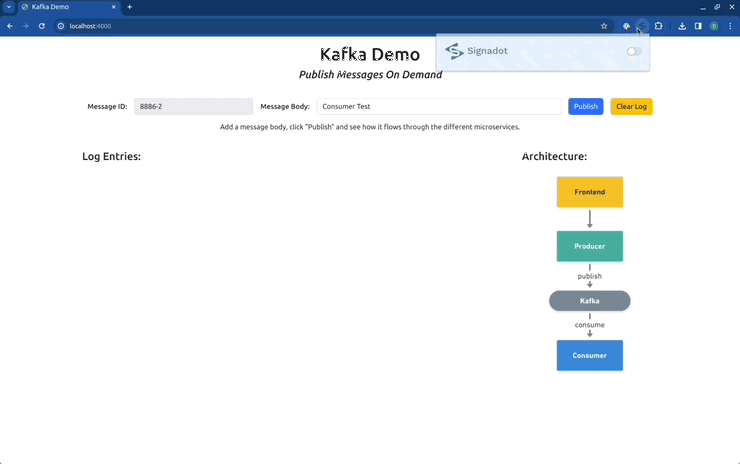 Kafka Demo
localhost:4000
D
Signadot
Kafka Demo
Publish Messages On Demand
Message ID: 8886-2 Message Body: Consumer Test Publish Clear Log
Add a message body, click "Publish" and see how it flows through the different microservices.
Log Entries:
Architecture:
Frontend
Producer
publish
Kafka
consume
Consumer